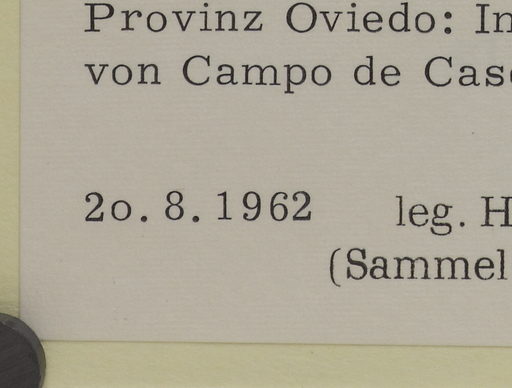 Provinz Oviedo: In
von Campo de Cas
2o. 8. 1962 leg. H
(Sammel